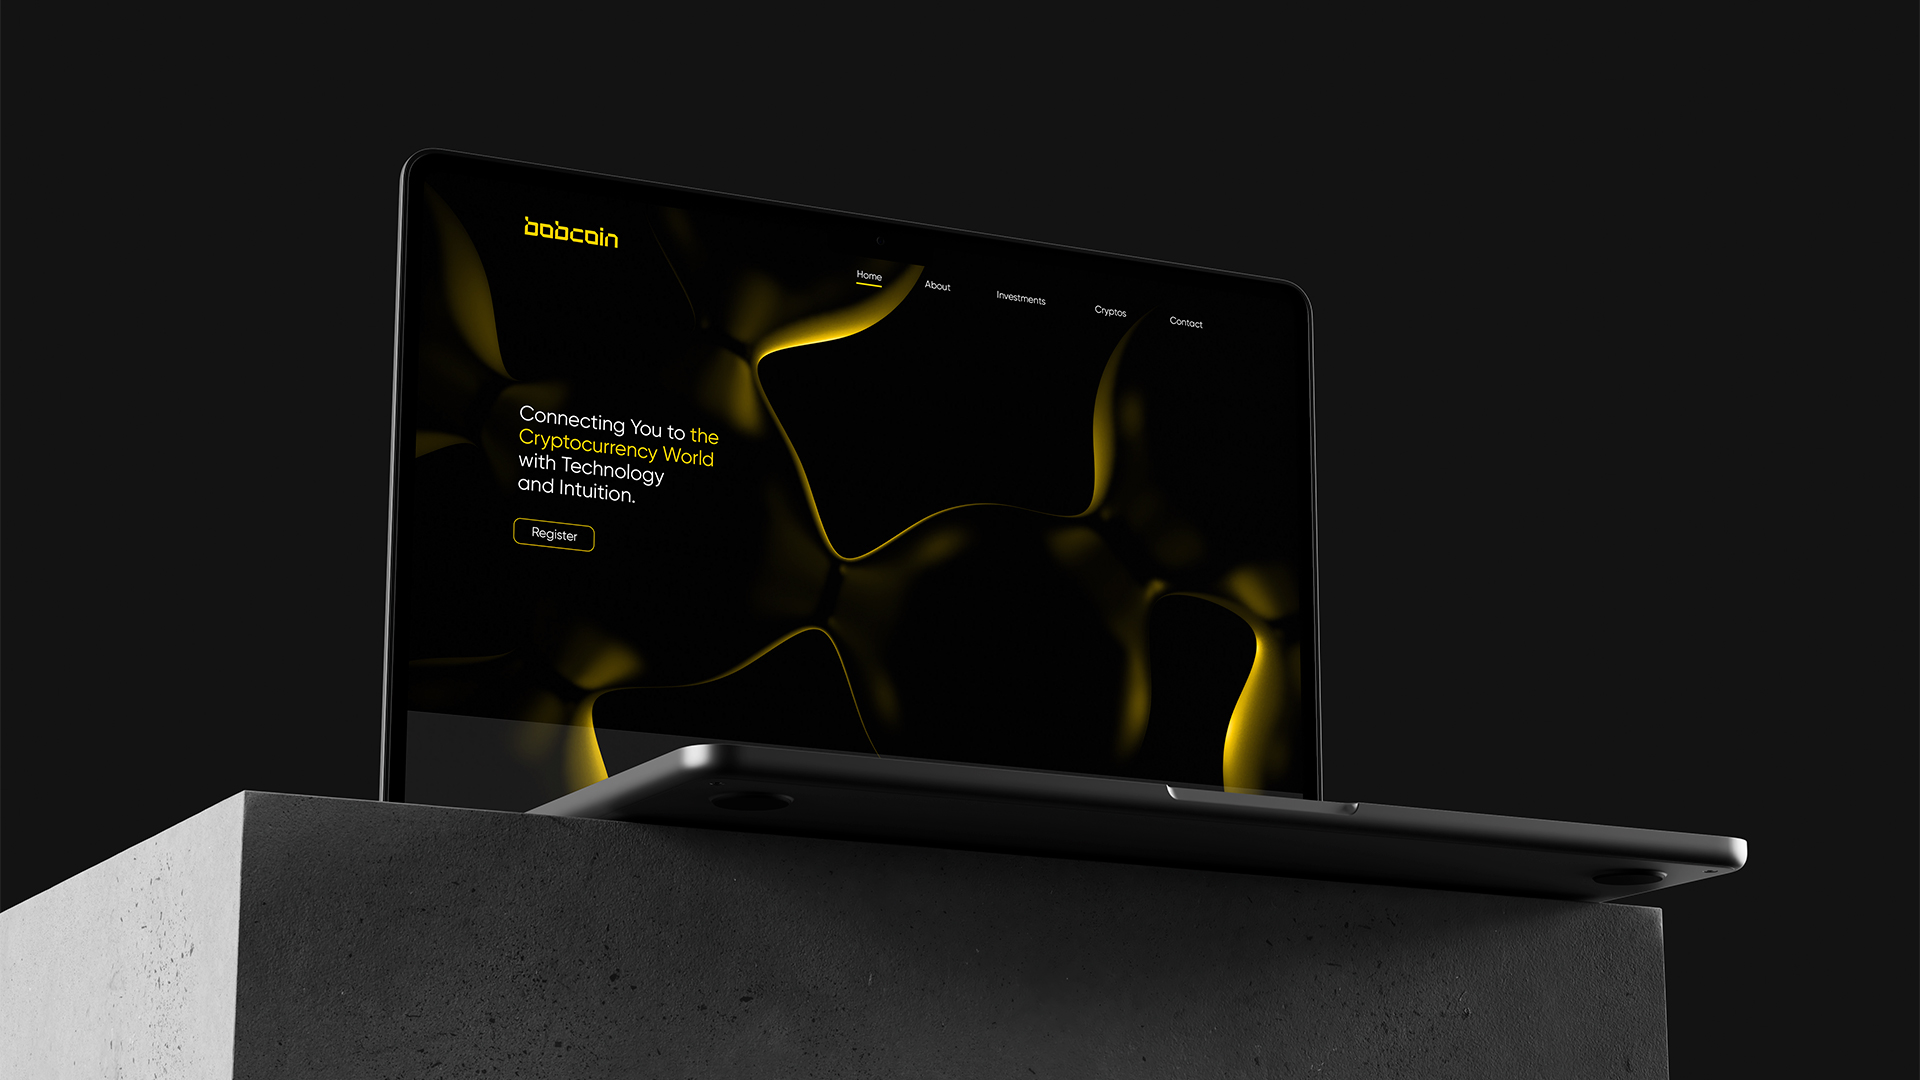 bobcoin
Home
About
Investments
Cryptos
Contact
Connecting You to the
Cryptocurrency World
with Technology
and Intuition.
Register